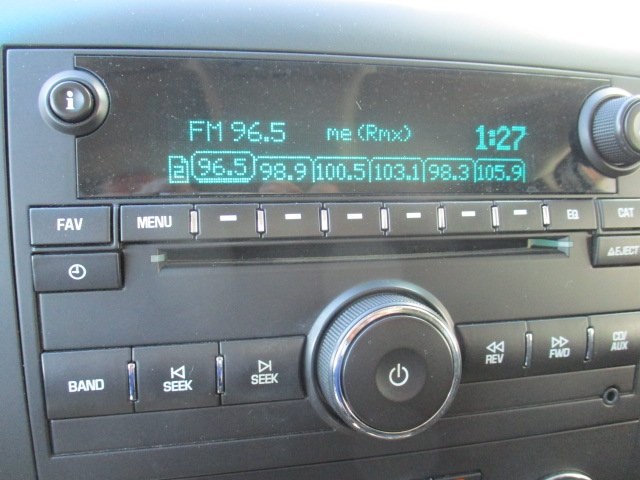 i
FM 96.5 me (Rmx) 1:27
2 96.5 98.9 100.5 103.1 98.3 105.9
FAV MENU EQ CAT
EJECT
BAND SEEK SEEK REV FWD CD/
AUX